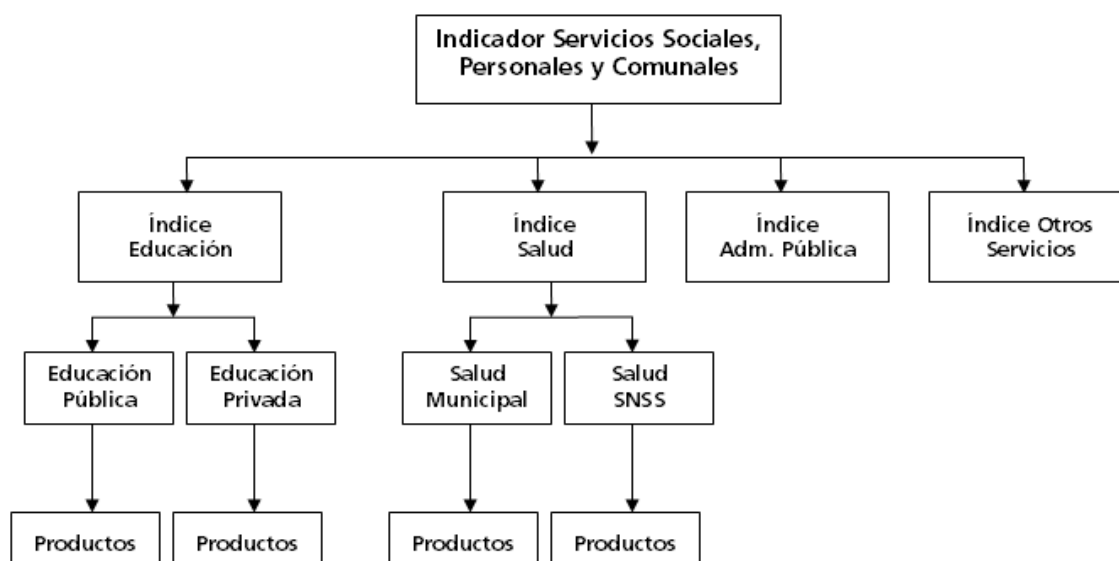 Indicador Servicios Sociales,
Personales y Comunales
Índice
Educación
Índice
Salud
Índice
Adm. Pública
Índice Otros
Servicios
Educación
Pública
Educación
Privada
Salud
Municipal
Salud
SNSS
Productos
Productos
Productos
Productos